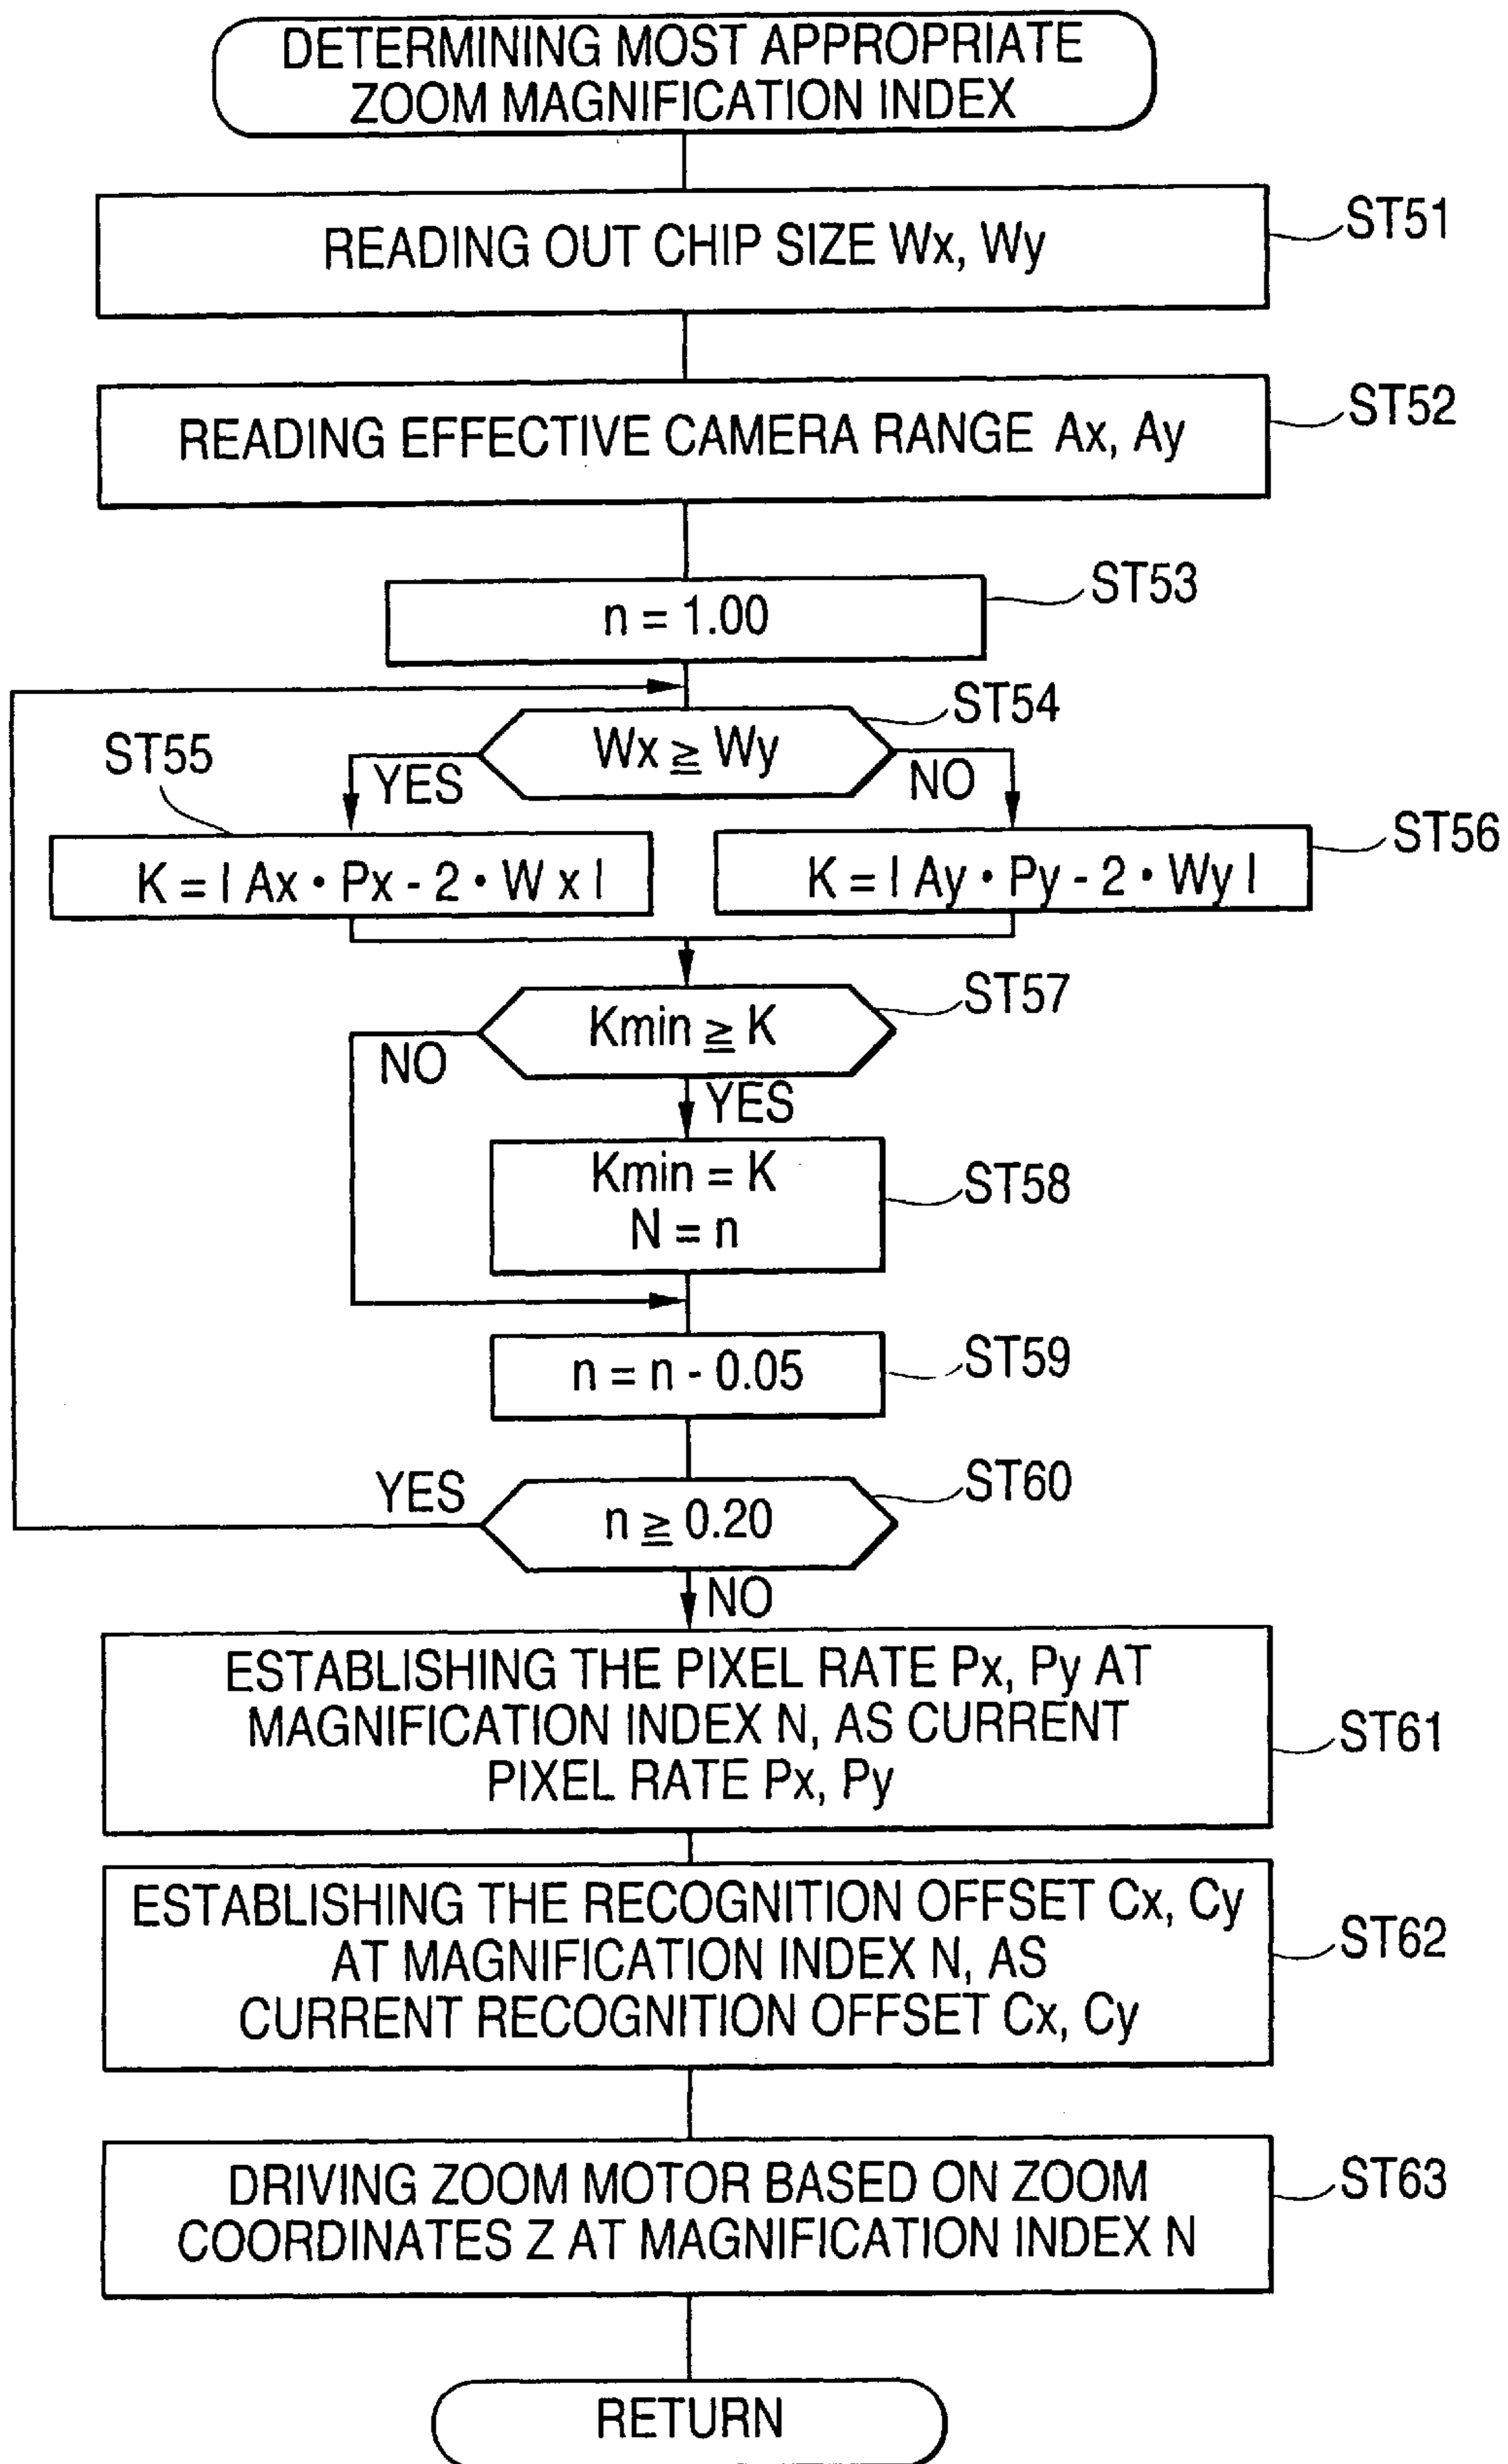 DETERMINING MOST APPROPRIATE
ZOOM MAGNIFICATION INDEX
READING OUT CHIP SIZE Wx, Wy
ST51
READING EFFECTIVE CAMERA RANGE Ax, Ay
ST52
n = 1.00
ST53
Wx ≧ Wy
ST54
YES
NO
ST55
K = | Ax • Px - 2 • W x |
K = | Ay • Py - 2 • Wy |
ST56
Kmin ≧ K
ST57
NO
YES
Kmin = K
N = n
ST58
n = n - 0.05
ST59
n ≧ 0.20
ST60
YES
NO
ESTABLISHING THE PIXEL RATE Px, Py AT
MAGNIFICATION INDEX N, AS CURRENT
PIXEL RATE Px, Py
ST61
ESTABLISHING THE RECOGNITION OFFSET Cx, Cy
AT MAGNIFICATION INDEX N, AS
CURRENT RECOGNITION OFFSET Cx, Cy
ST62
DRIVING ZOOM MOTOR BASED ON ZOOM
COORDINATES Z AT MAGNIFICATION INDEX N
ST63
RETURN